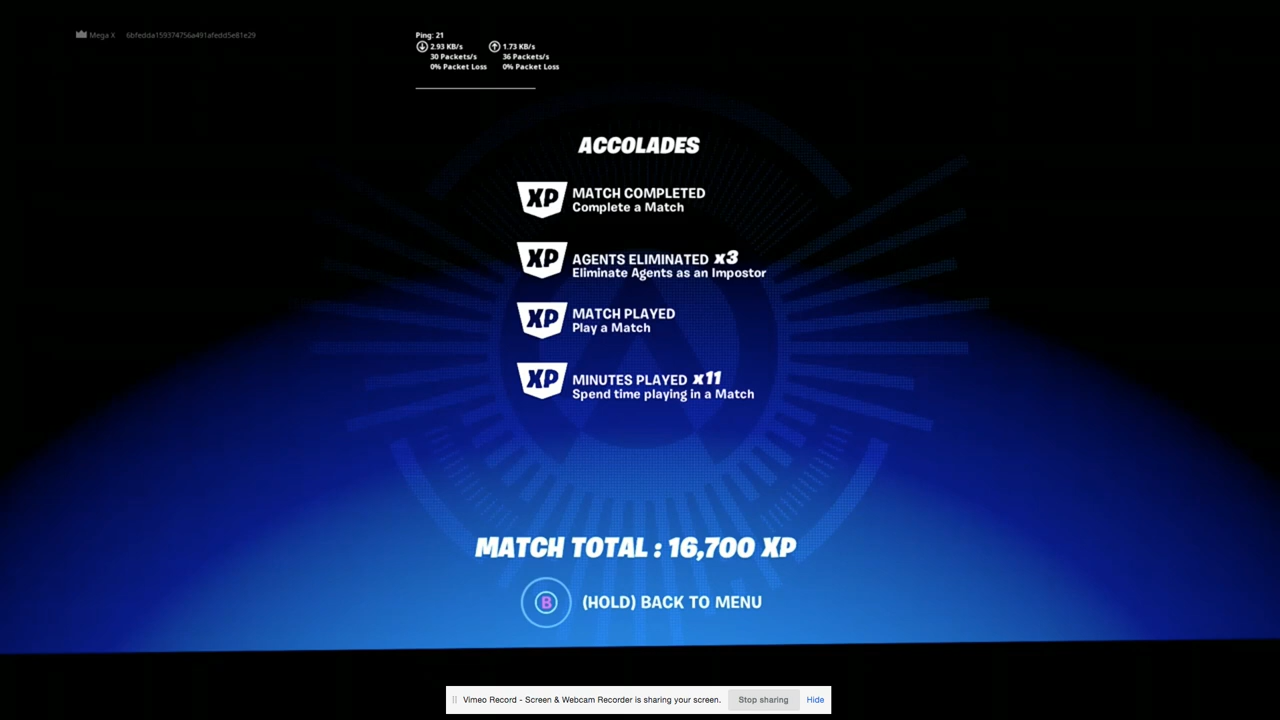 Mega X 6bfedda159374756a491afedd5e81e29
Ping: 21
2.93 KB/s 1.73 KB/s
30 Packets/s 36 Packets/s
0% Packet Loss 0% Packet Loss
ACCOLADES
XP MATCH COMPLETED
Complete a Match
XP AGENTS ELIMINATED x3
Eliminate Agents as an Impostor
XP MATCH PLAYED
Play a Match
XP MINUTES PLAYED x11
Spend time playing in a Match
MATCH TOTAL : 16,700 XP
B (HOLD) BACK TO MENU
Vimeo Record - Screen & Webcam Recorder is sharing your screen. Stop sharing Hide